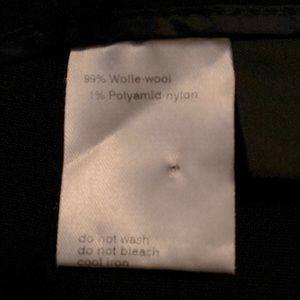 99% Wolle-wool
1% Polyamid-nylon
do not wash
do not bleach
cool iron